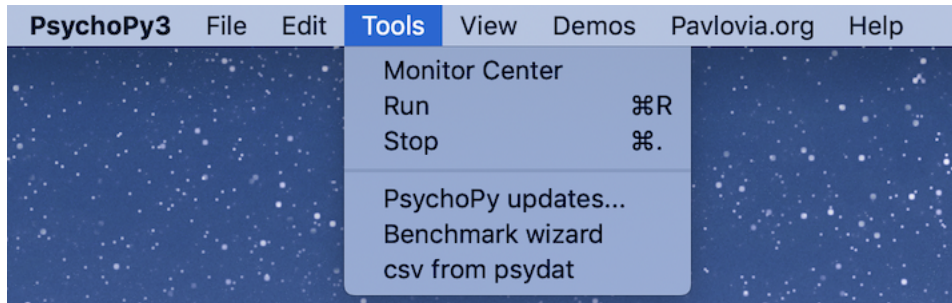 PsychoPy3 File Edit Tools View Demos Pavlovia.org Help
Monitor Center
Run ⌘R
Stop ⌘.
PsychoPy updates...
Benchmark wizard
csv from psydat